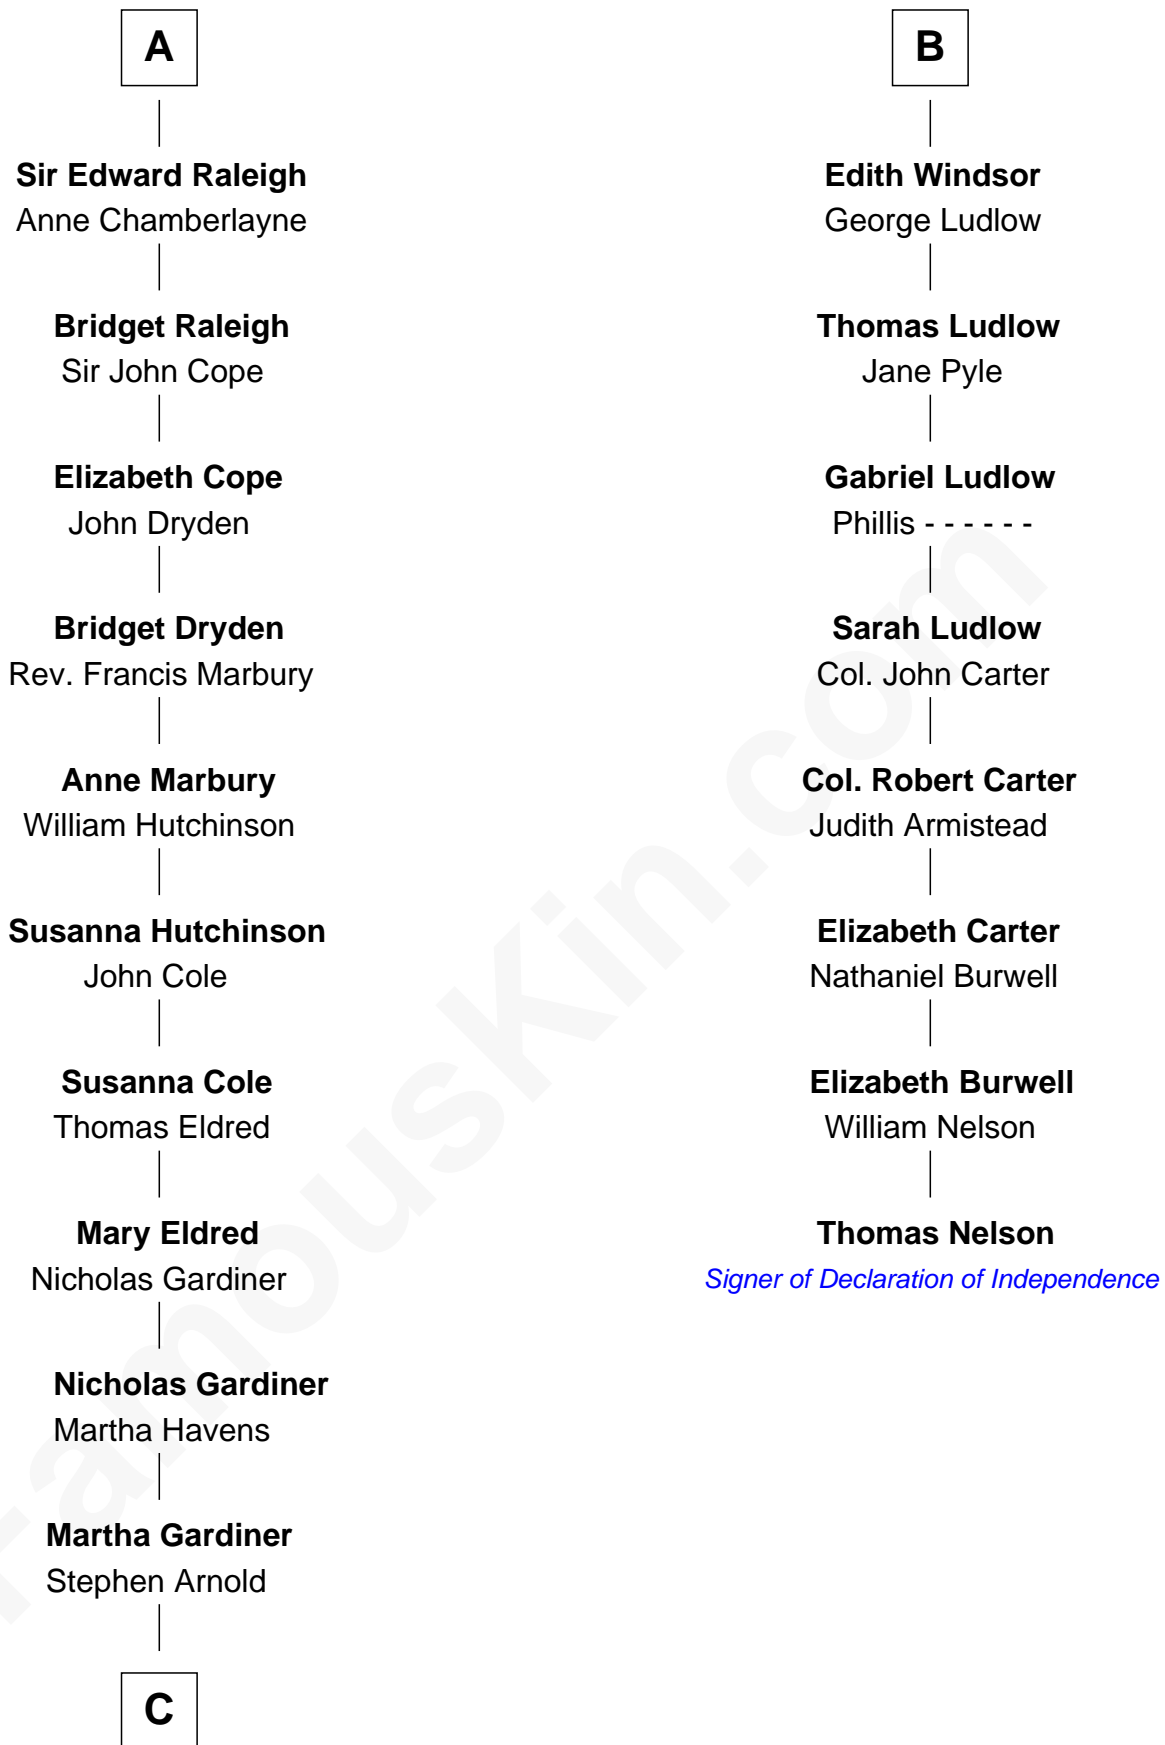 A
Sir Edward Raleigh
Anne Chamberlayne
Bridget Raleigh
Sir John Cope
Elizabeth Cope
John Dryden
Bridget Dryden
Rev. Francis Marbury
Anne Marbury
William Hutchinson
Susanna Hutchinson
John Cole
Susanna Cole
Thomas Eldred
Mary Eldred
Nicholas Gardiner
Nicholas Gardiner
Martha Havens
Martha Gardiner
Stephen Arnold
C
B
Edith Windsor
George Ludlow
Thomas Ludlow
Jane Pyle
Gabriel Ludlow
Phillis - - - - - -
Sarah Ludlow
Col. John Carter
Col. Robert Carter
Judith Armistead
Elizabeth Carter
Nathaniel Burwell
Elizabeth Burwell
William Nelson
Thomas Nelson
Signer of Declaration of Independence
FamousKin.com